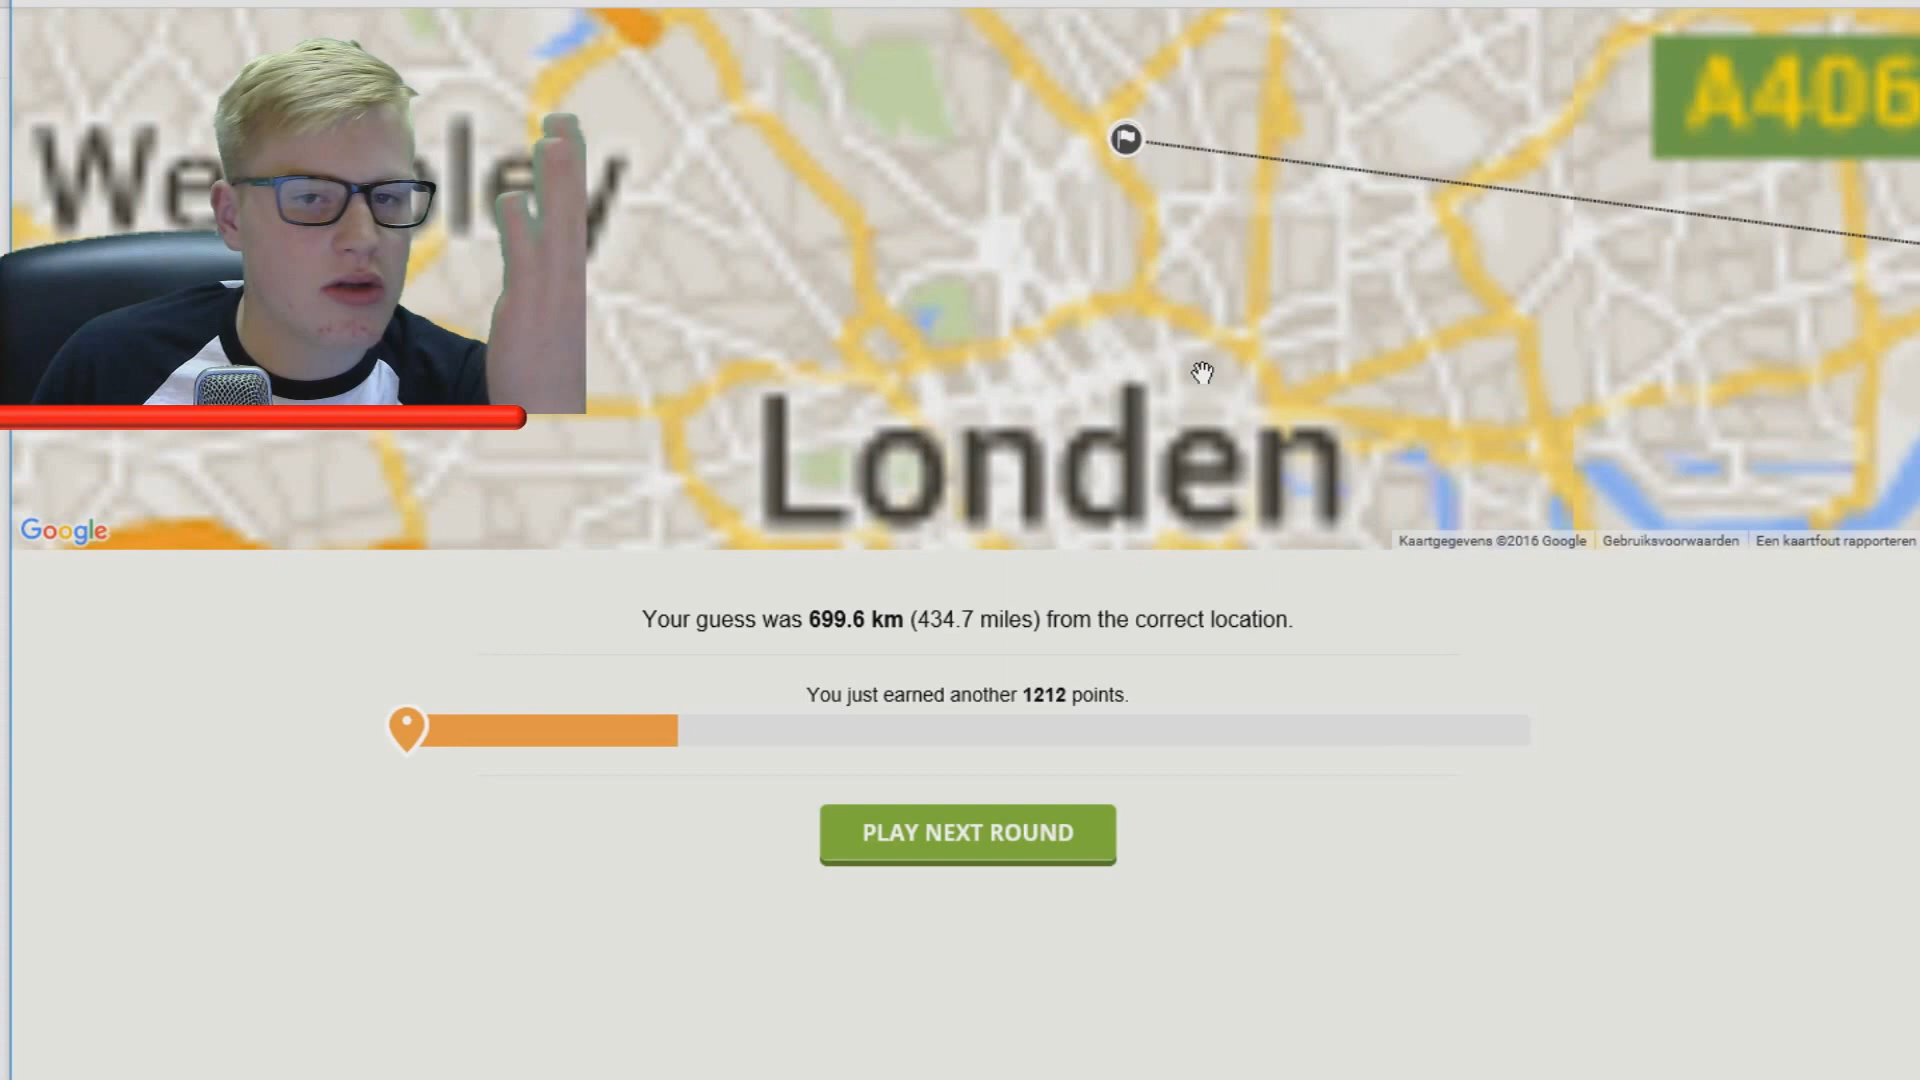 A406
Wembley
Londen
Google
Kaartgegevens ©2016 Google
Gebruiksvoorwaarden
Een kaartfout rapporteren
Your guess was 699.6 km (434.7 miles) from the correct location.
You just earned another 1212 points.
PLAY NEXT ROUND